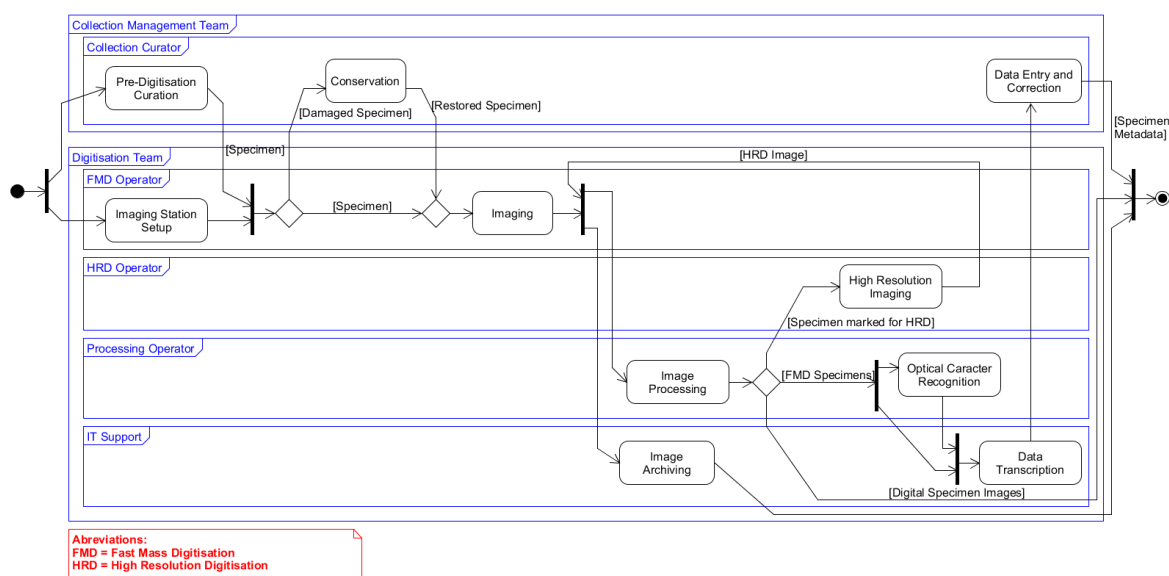 Collection Management Team
Collection Curator
Pre-Digitisation
Curation
Conservation
Data Entry and
Correction
[Damaged Specimen]
[Restored Specimen]
[Specimen
Metadata]
[Specimen]
Digitisation Team
[HRD Image]
FMD Operator
Imaging Station
Setup
[Specimen]
Imaging
HRD Operator
High Resolution
Imaging
[Specimen marked for HRD]
Processing Operator
Image
Processing
[FMD Specimens]
Optical Caracter
Recognition
IT Support
Image
Archiving
Data
Transcription
[Digital Specimen Images]
Abreviations:
FMD = Fast Mass Digitisation
HRD = High Resolution Digitisation